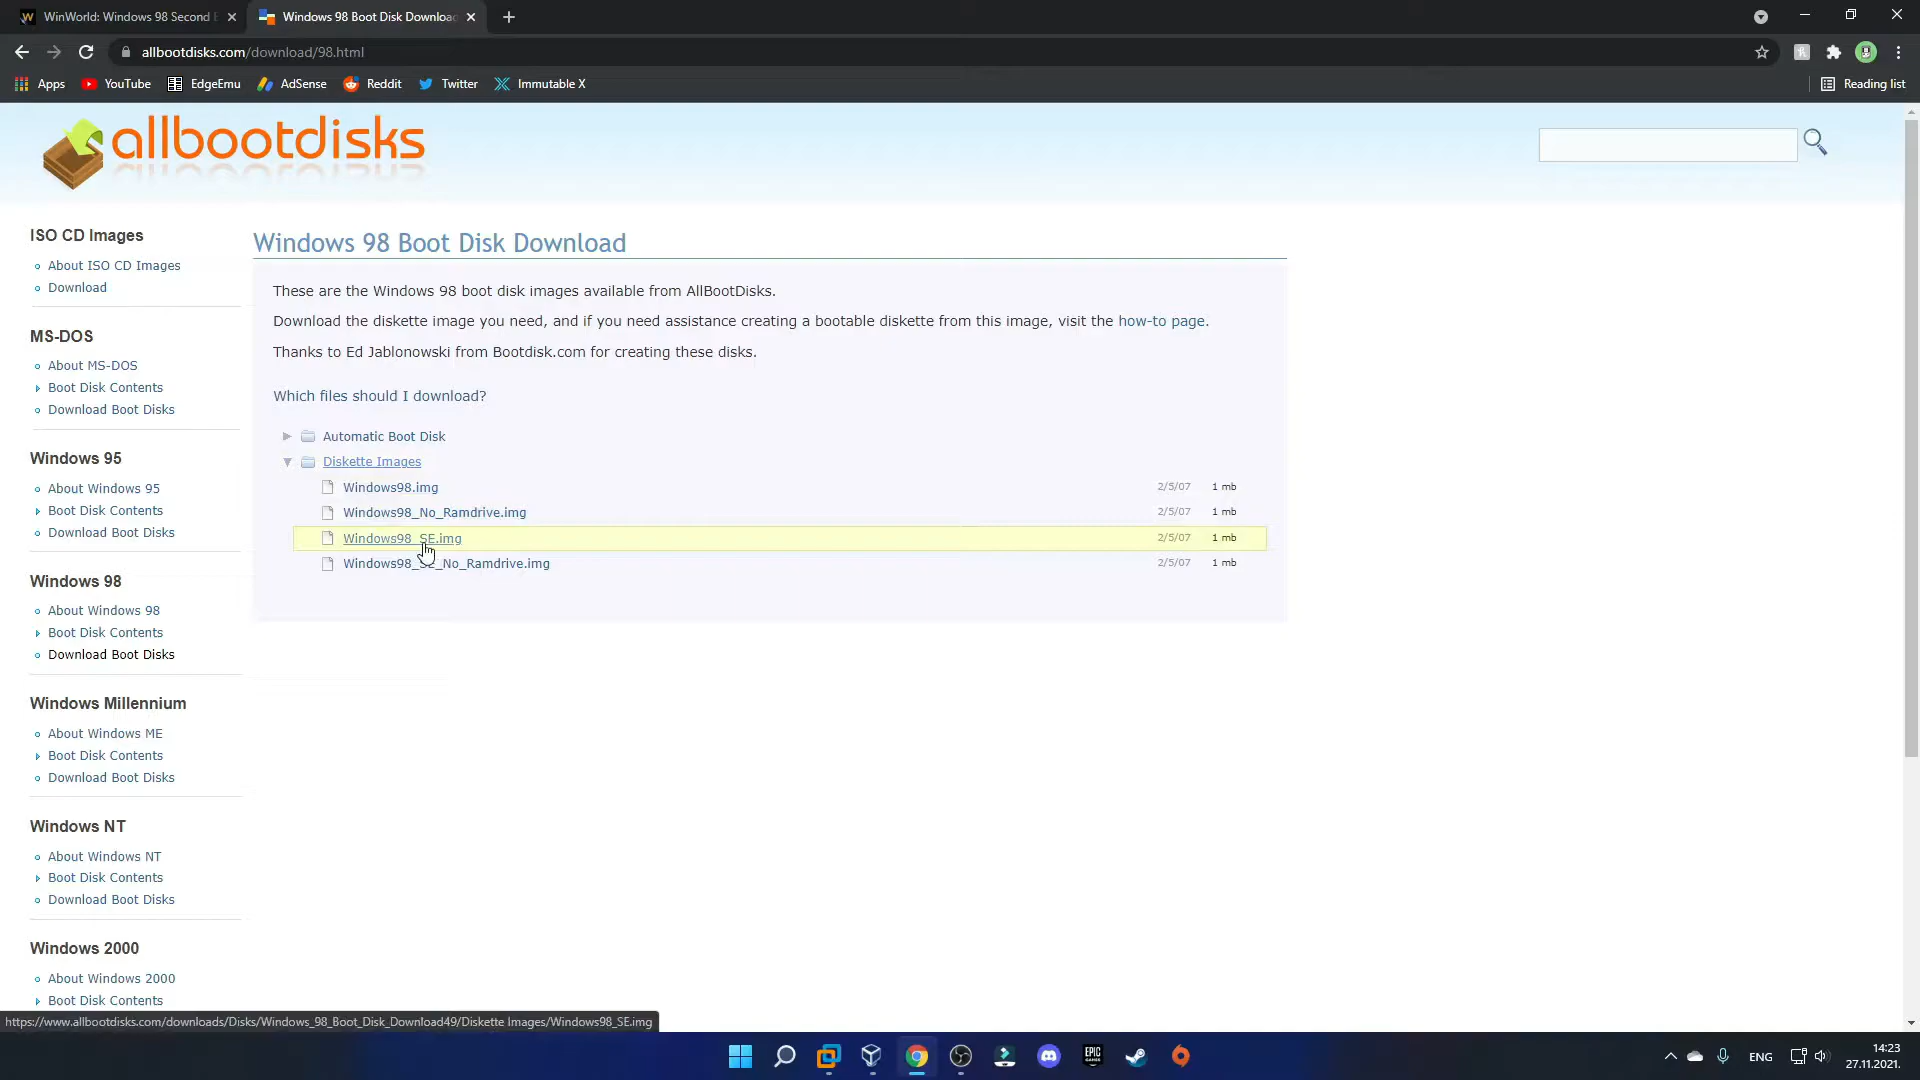 WinWorld: Windows 98 Second E
Windows 98 Boot Disk Download
allbootdisks.com/download/98.html
Apps
YouTube
EdgeEmu
AdSense
Reddit
Twitter
Immutable X
Reading list
allbootdisks
ISO CD Images
About ISO CD Images
Download
MS-DOS
About MS-DOS
Boot Disk Contents
Download Boot Disks
Windows 95
About Windows 95
Boot Disk Contents
Download Boot Disks
Windows 98
About Windows 98
Boot Disk Contents
Download Boot Disks
Windows Millennium
About Windows ME
Boot Disk Contents
Download Boot Disks
Windows NT
About Windows NT
Boot Disk Contents
Download Boot Disks
Windows 2000
About Windows 2000
Boot Disk Contents
Windows 98 Boot Disk Download
These are the Windows 98 boot disk images available from AllBootDisks.
Download the diskette image you need, and if you need assistance creating a bootable diskette from this image, visit the how-to page.
Thanks to Ed Jablonowski from Bootdisk.com for creating these disks.
Which files should I download?
Automatic Boot Disk
Diskette Images
Windows98.img 2/5/07 1 mb
Windows98_No_Ramdrive.img 2/5/07 1 mb
Windows98_SE.img 2/5/07 1 mb
Windows98_SE_No_Ramdrive.img 2/5/07 1 mb
https://www.allbootdisks.com/downloads/Disks/Windows_98_Boot_Disk_Download49/Diskette Images/Windows98_SE.img
EPIC GAMES
ENG
14:23
27.11.2021.